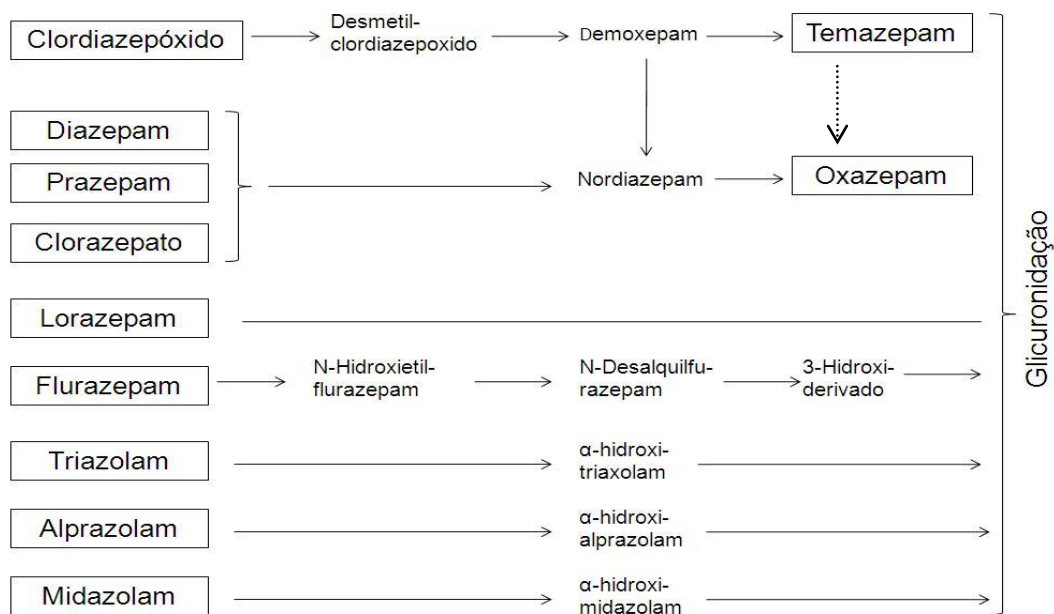 Clordiazepóxido
Desmetil-
clordiazepoxido
Demoxepam
Temazepam
Diazepam
Prazepam
Clorazepato
Nordiazepam
Oxazepam
Lorazepam
Flurazepam
N-Hidroxietil-
flurazepam
N-Desalquilfu-
razepam
3-Hidroxi-
derivado
Triazolam
α-hidroxi-
triaxolam
Alprazolam
α-hidroxi-
alprazolam
Midazolam
α-hidroxi-
midazolam
Glicuronidação